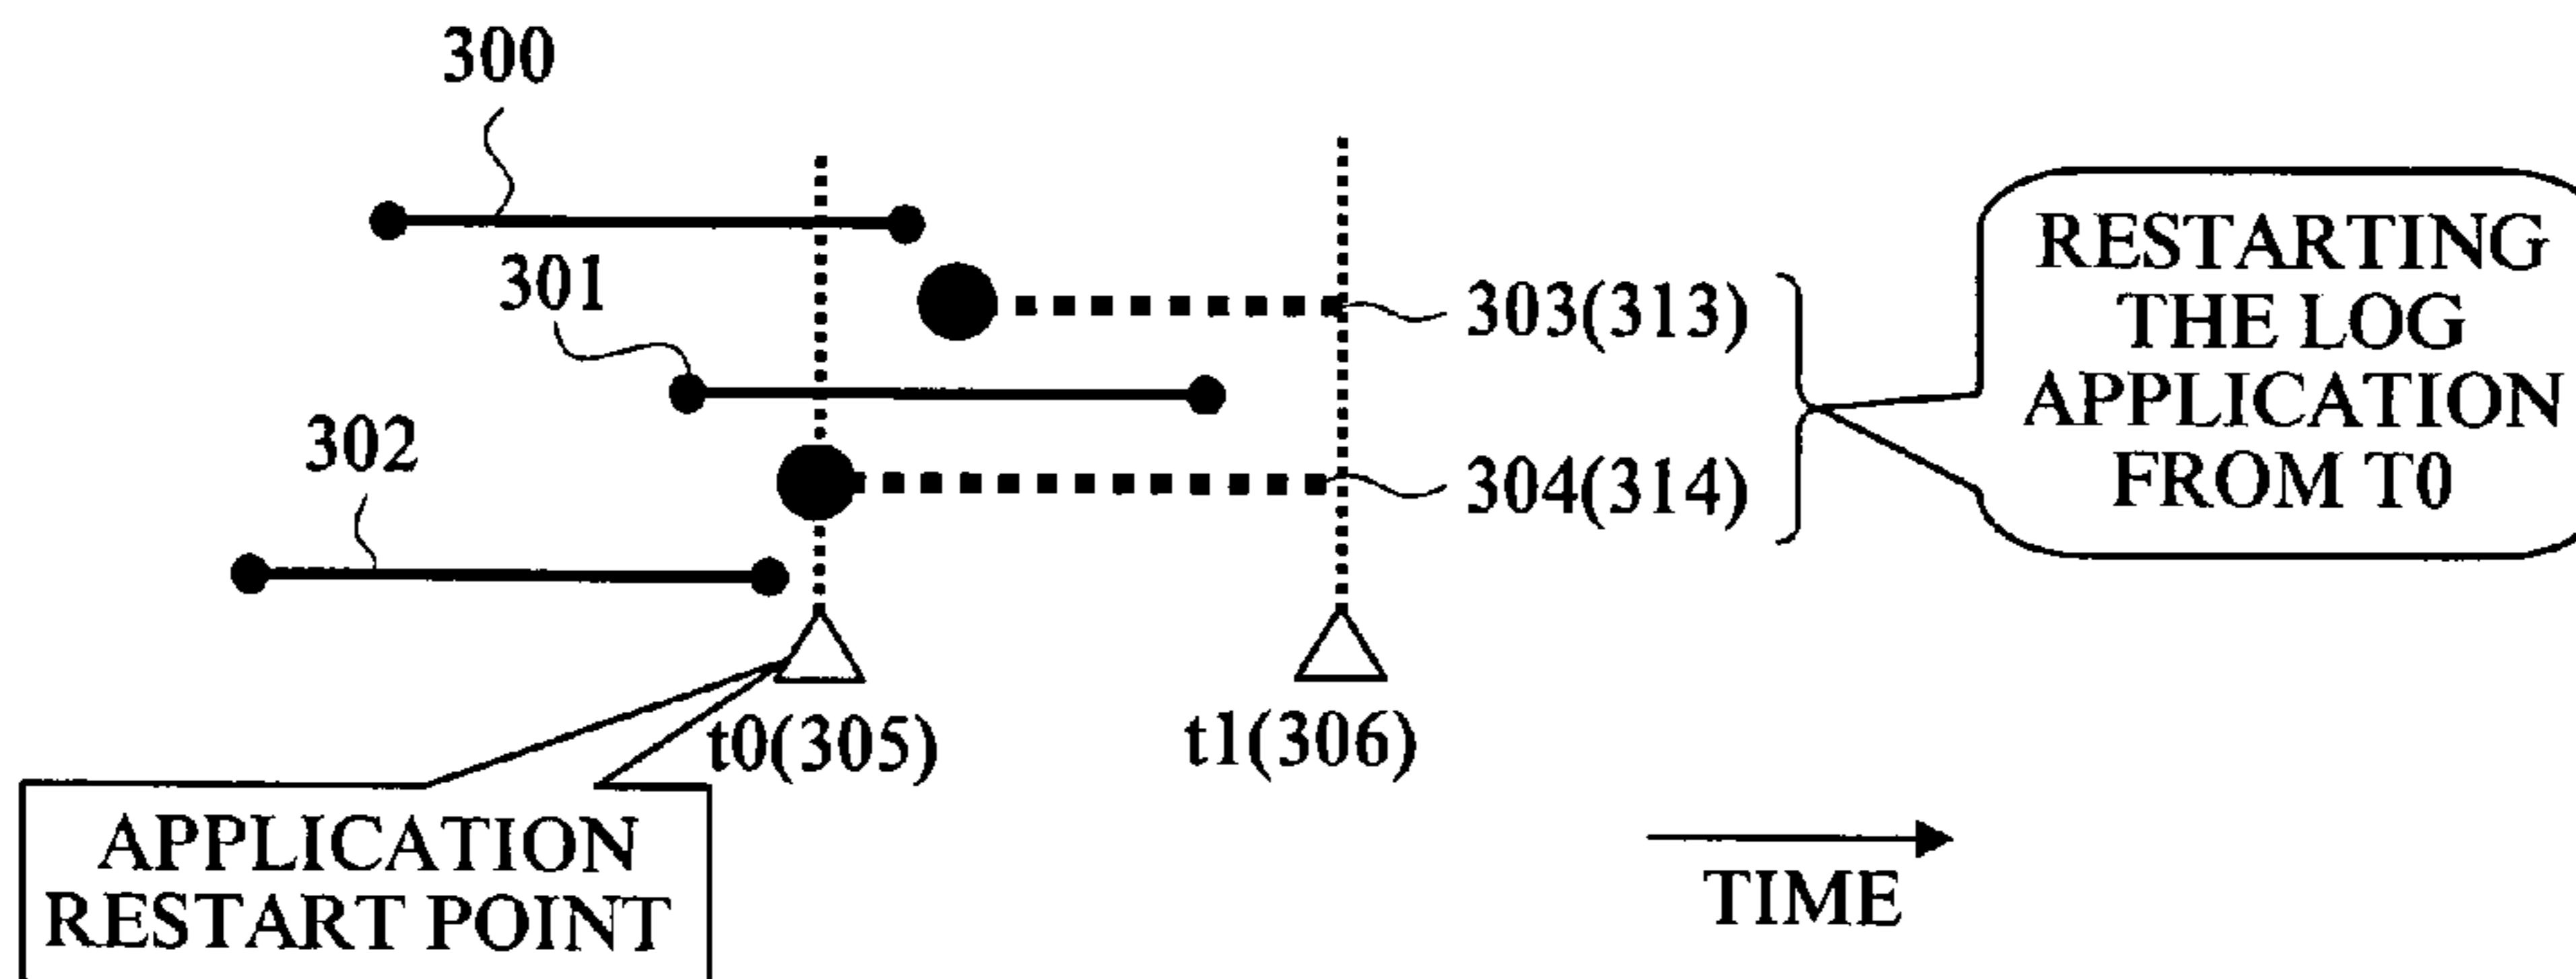 300
301
302
303(313)
304(314)
RESTARTING
THE LOG
APPLICATION
FROM T0
t0(305)
t1(306)
APPLICATION
RESTART POINT
TIME